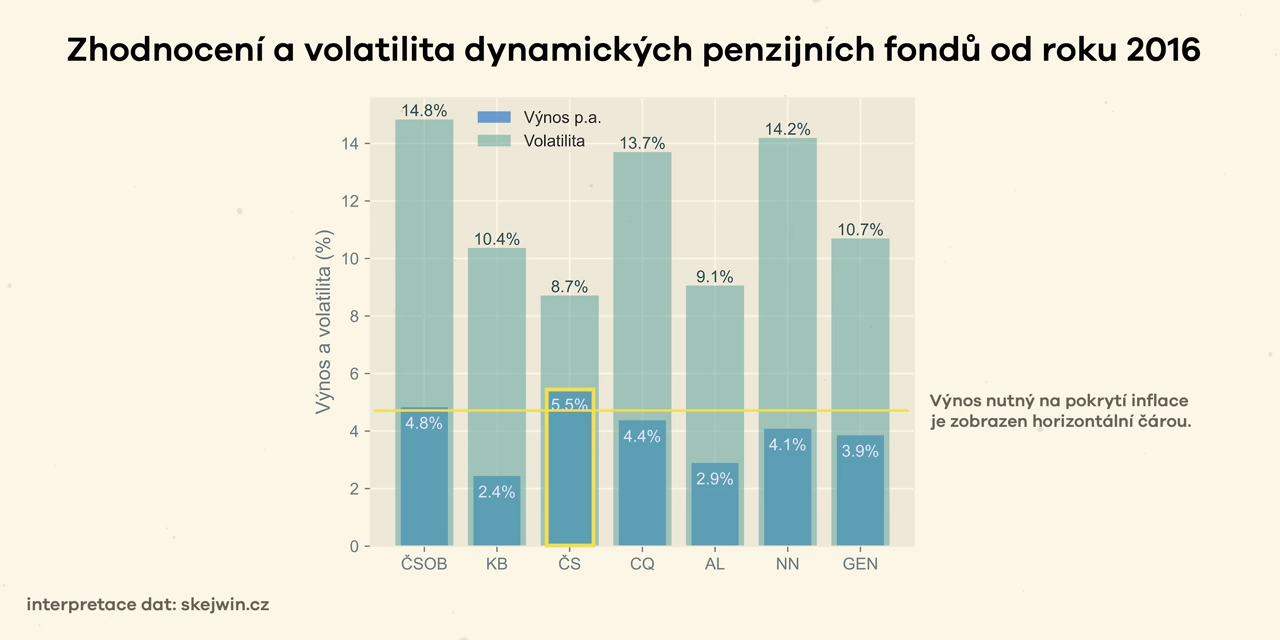 Zhodnocení a volatilita dynamických penzijních fondů od roku 2016
Výnos p.a.
Volatilita
Výnos a volatilita (%)
14
12
10
8
6
4
2
0
14.8%
10.4%
8.7%
13.7%
9.1%
14.2%
10.7%
4.8%
2.4%
5.5%
4.4%
2.9%
4.1%
3.9%
ČSOB
KB
ČS
CQ
AL
NN
GEN
Výnos nutný na pokrytí inflace
je zobrazen horizontální čárou.
interpretace dat: skejwin.cz